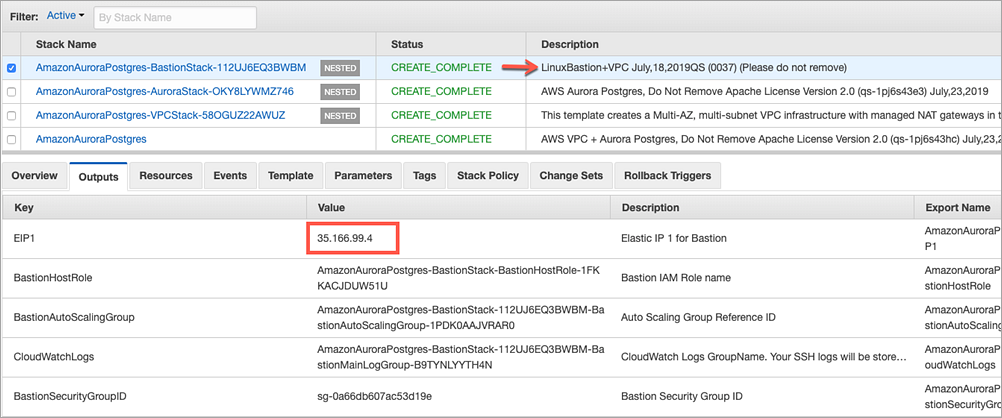 Filter: Active By Stack Name
Stack Name Status Description
AmazonAuroraPostgres-BastionStack-112UJ6EQ3BWBM NESTED CREATE_COMPLETE LinuxBastion+VPC July,18,2019QS (0037) (Please do not remove)
AmazonAuroraPostgres-AuroraStack-OKY8LYWMZ746 NESTED CREATE_COMPLETE AWS Aurora Postgres, Do Not Remove Apache License Version 2.0 (qs-1pj6s43e3) July,23,2019
AmazonAuroraPostgres-VPCStack-58OGUZ22AWUZ NESTED CREATE_COMPLETE This template creates a Multi-AZ, multi-subnet VPC infrastructure with managed NAT gateways in t
AmazonAuroraPostgres CREATE_COMPLETE AWS VPC + Aurora Postgres, Do Not Remove Apache License Version 2.0 (qs-1pj6s43hc) July,23,2
Overview Outputs Resources Events Template Parameters Tags Stack Policy Change Sets Rollback Triggers
Key Value Description Export Name
EIP1 35.166.99.4 Elastic IP 1 for Bastion AmazonAuroraP
P1
BastionHostRole AmazonAuroraPostgres-BastionStack-BastionHostRole-1FK
KACJDUW51U Bastion IAM Role name AmazonAuroraP
stionHostRole
BastionAutoScalingGroup AmazonAuroraPostgres-BastionStack-112UJ6EQ3BWBM-Ba
stionAutoScalingGroup-1PDK0AAJVRAR0 Auto Scaling Group Reference ID AmazonAuroraP
stionAutoScaling
CloudWatchLogs AmazonAuroraPostgres-BastionStack-112UJ6EQ3BWBM-Ba
stionMainLogGroup-B9TYNLYYTH4N CloudWatch Logs GroupName. Your SSH logs will be store… AmazonAuroraP
oudWatchLogs
BastionSecurityGroupID sg-0a66db607ac53d19e Bastion Security Group ID AmazonAuroraP
stionSecurityGro